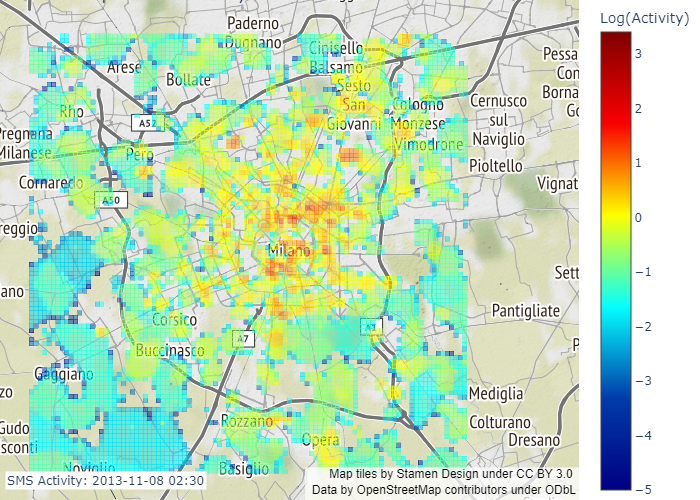 Log(Activity)
3
2
1
0
−1
−2
−3
−4
−5
Paderno
Dugnano
Cinisello
Balsamo
Arese
Bollate
Sesto
San
Giovanni
Rho
Cologno
Monzese
Cernusco
sul
Naviglio
Pessa
Con
Borna
Go
A52
Pregnana
Milanese
Pero
Vimodrone
Pioltello
Cornaredo
Vignat
A50
reggio
Milano
Sett
ano
Pantigliate
Corsico
A1
A7
Buccinasco
P
Gaggiano
zo
Mediglia
Gudo
sconti
Rozzano
Colturano
Dresano
Opera
Noviglio
Basiglio
SMS Activity: 2013-11-08 02:30
Map tiles by Stamen Design under CC BY 3.0
Data by OpenStreetMap contributors under ODbL